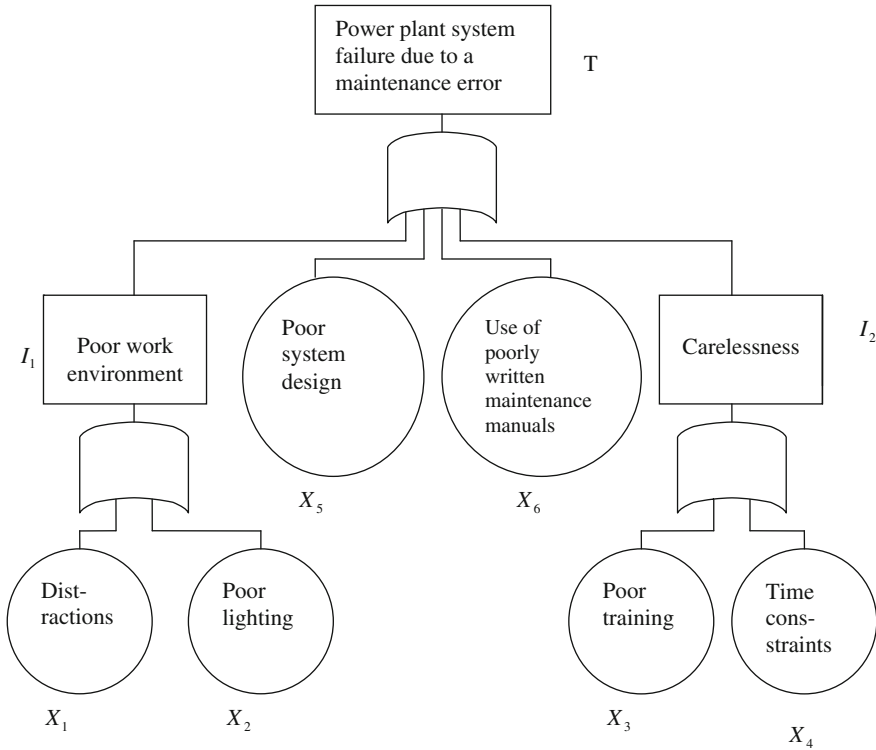 Power plant system
failure due to a
maintenance error
T
I₁
Poor work
environment
Poor
system
design
Use of
poorly
written
maintenance
manuals
Carelessness
I₂
X₅
X₆
Dist-
ractions
Poor
lighting
Poor
training
Time
cons-
straints
X₁
X₂
X₃
X₄